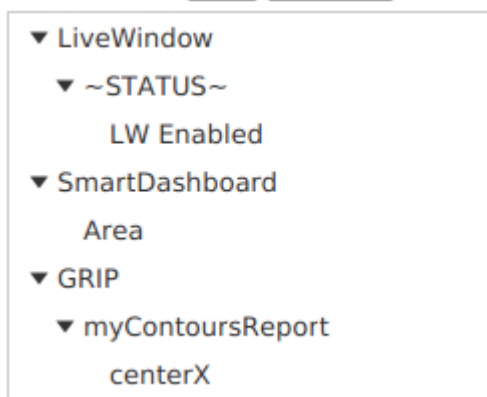 LiveWindow
~STATUS~
LW Enabled
SmartDashboard
Area
GRIP
myContoursReport
centerX